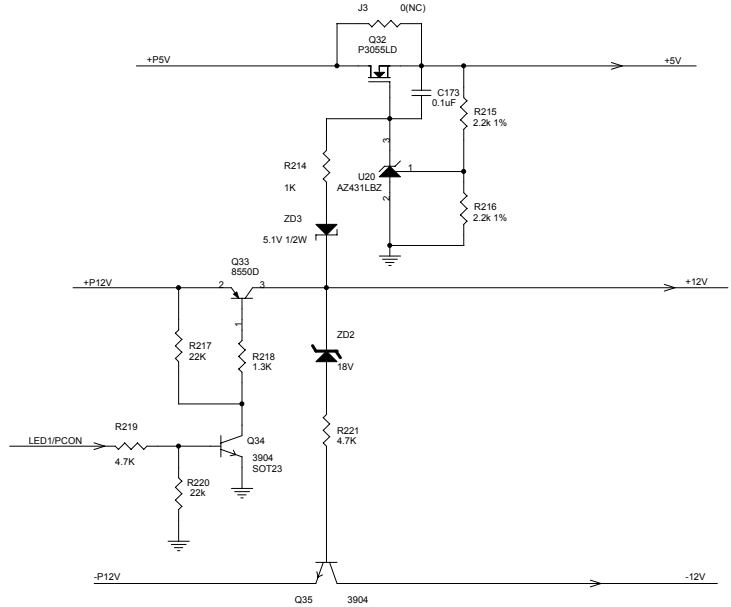 J3 0(NC)
Q32
P3055LD
+P5V
+5V
C173
0.1uF
R215
2.2k 1%
3
R214
1K
U20
AZ431LBZ
1
2
R216
2.2k 1%
ZD3
5.1V 1/2W
Q33
8550D
+P12V
2
3
+12V
1
R217
22K
R218
1.3K
ZD2
18V
R219
LED1/PCON
4.7K
Q34
3904
SOT23
R221
4.7K
R220
22k
-P12V
-12V
Q35 3904